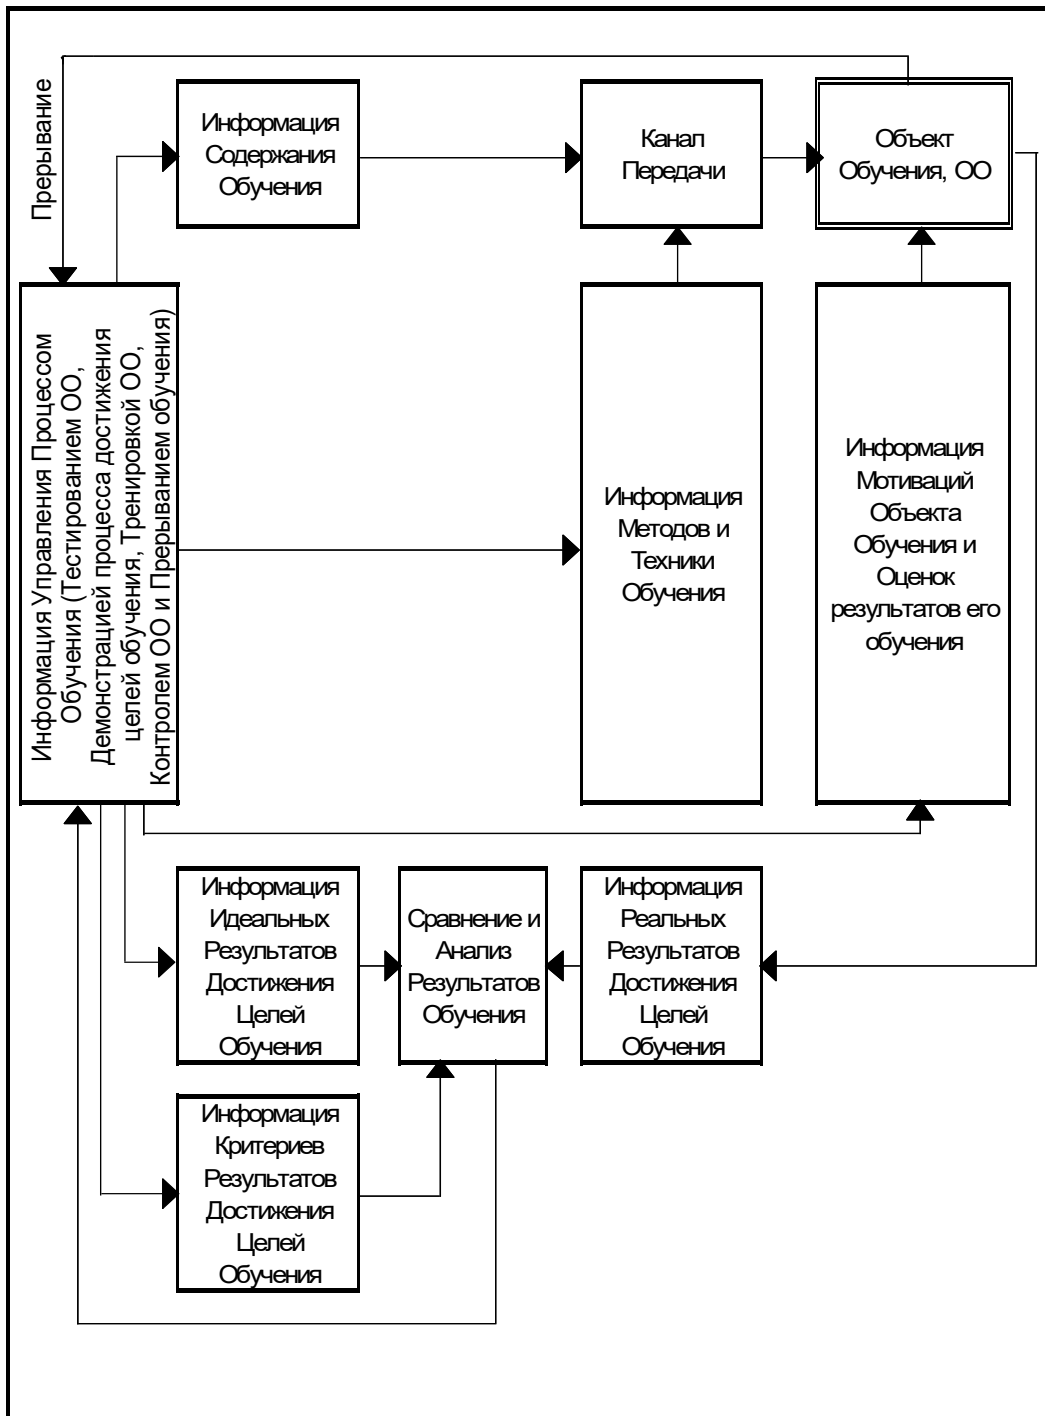 Прерывание
Информация
Содержания
Обучения
Канал
Передачи
Объект
Обучения, ОО
Информация Управления Процессом
Обучения (Тестированием ОО,
Демонстрацией процесса достижения
целей обучения, Тренировкой ОО,
Контролем ОО и Прерыванием обучения)
Информация
Методов и
Техники
Обучения
Информация
Мотиваций
Объекта
Обучения и
Оценок
результатов его
обучения
Информация
Идеальных
Результатов
Достижения
Целей
Обучения
Сравнение и
Анализ
Результатов
Обучения
Информация
Реальных
Результатов
Достижения
Целей
Обучения
Информация
Критериев
Результатов
Достижения
Целей
Обучения